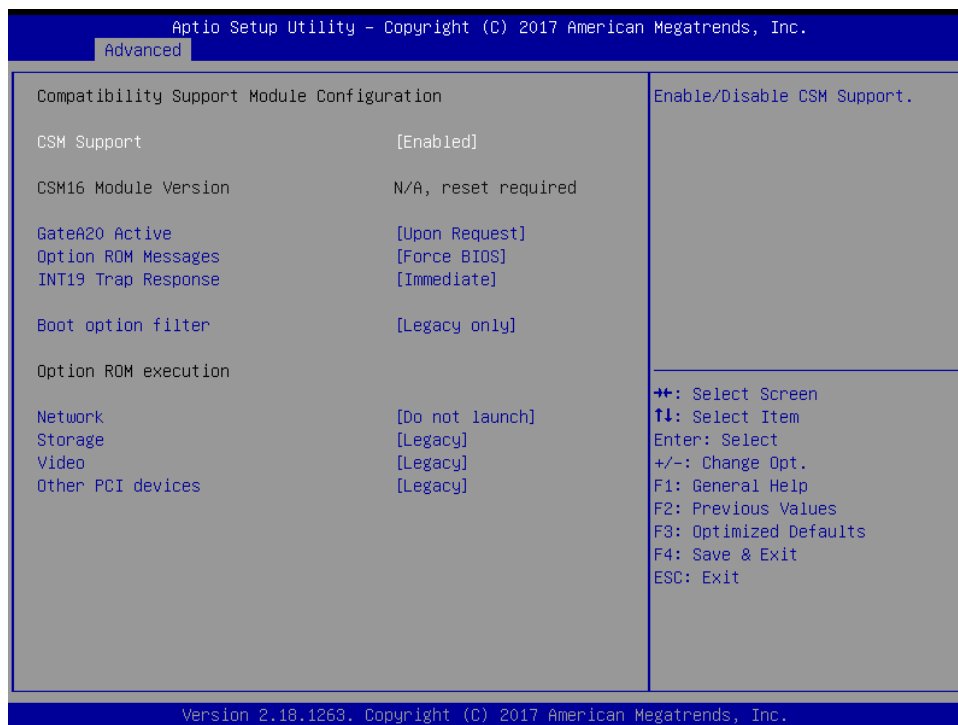 Aptio Setup Utility – Copyright (C) 2017 American Megatrends, Inc.
Advanced
Compatibility Support Module Configuration
CSM Support [Enabled]
CSM16 Module Version N/A, reset required
GateA20 Active [Upon Request]
Option ROM Messages [Force BIOS]
INT19 Trap Response [Immediate]
Boot option filter [Legacy only]
Option ROM execution
Network [Do not launch]
Storage [Legacy]
Video [Legacy]
Other PCI devices [Legacy]
Enable/Disable CSM Support.
→←: Select Screen
↑↓: Select Item
Enter: Select
+/-: Change Opt.
F1: General Help
F2: Previous Values
F3: Optimized Defaults
F4: Save & Exit
ESC: Exit
Version 2.18.1263. Copyright (C) 2017 American Megatrends, Inc.